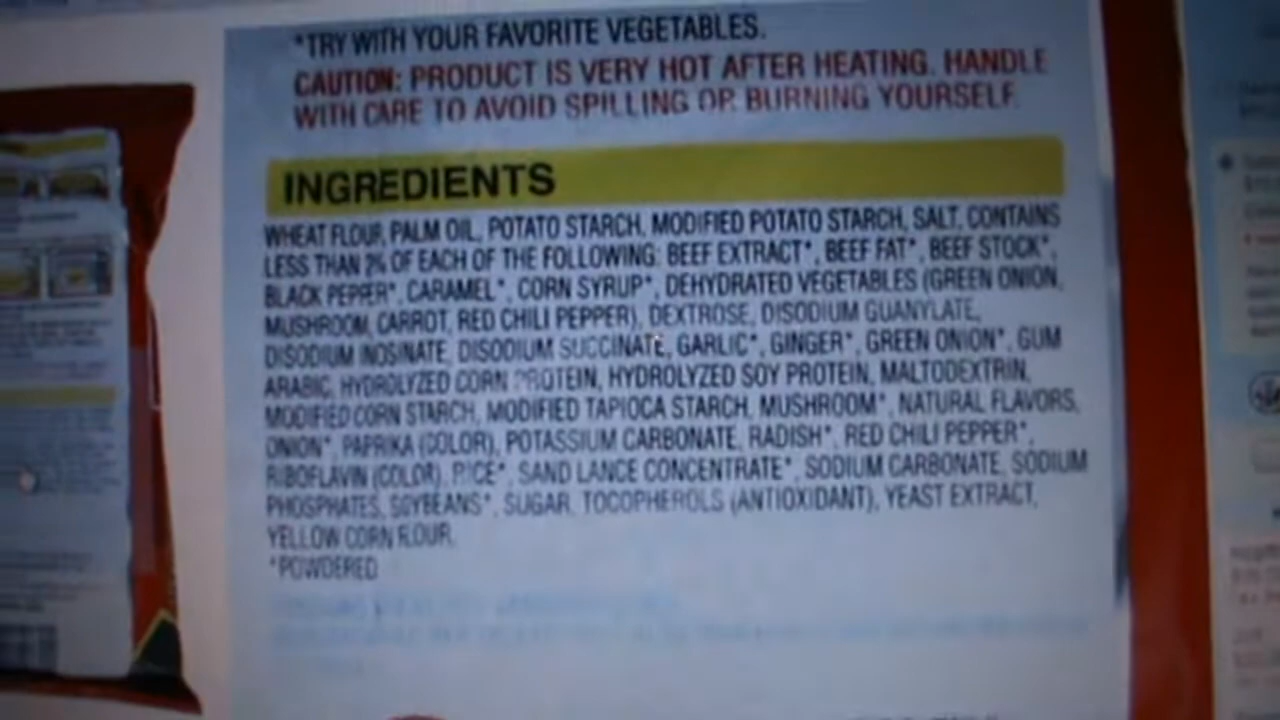 *TRY WITH YOUR FAVORITE VEGETABLES.
CAUTION: PRODUCT IS VERY HOT AFTER HEATING. HANDLE
WITH CARE TO AVOID SPILLING OR BURNING YOURSELF.
INGREDIENTS
WHEAT FLOUR, PALM OIL, POTATO STARCH, MODIFIED POTATO STARCH, SALT, CONTAINS
LESS THAN 2% OF EACH OF THE FOLLOWING: BEEF EXTRACT*, BEEF FAT*, BEEF STOCK*,
BLACK PEPPER*, CARAMEL*, CORN SYRUP*, DEHYDRATED VEGETABLES (GREEN ONION,
MUSHROOM, CARROT, RED CHILI PEPPER), DEXTROSE, DISODIUM GUANYLATE,
DISODIUM INOSINATE, DISODIUM SUCCINATE, GARLIC*, GINGER*, GREEN ONION*, GUM
ARABIC, HYDROLYZED CORN PROTEIN, HYDROLYZED SOY PROTEIN, MALTODEXTRIN,
MODIFIED CORN STARCH, MODIFIED TAPIOCA STARCH, MUSHROOM*, NATURAL FLAVORS,
ONION*, PAPRIKA (COLOR), POTASSIUM CARBONATE, RADISH*, RED CHILI PEPPER*,
RIBOFLAVIN (COLOR), RICE*, SAND LANCE CONCENTRATE*, SODIUM CARBONATE, SODIUM
PHOSPHATES, SOYBEANS*, SUGAR, TOCOPHEROLS (ANTIOXIDANT), YEAST EXTRACT,
YELLOW CORN FLOUR.
*POWDERED